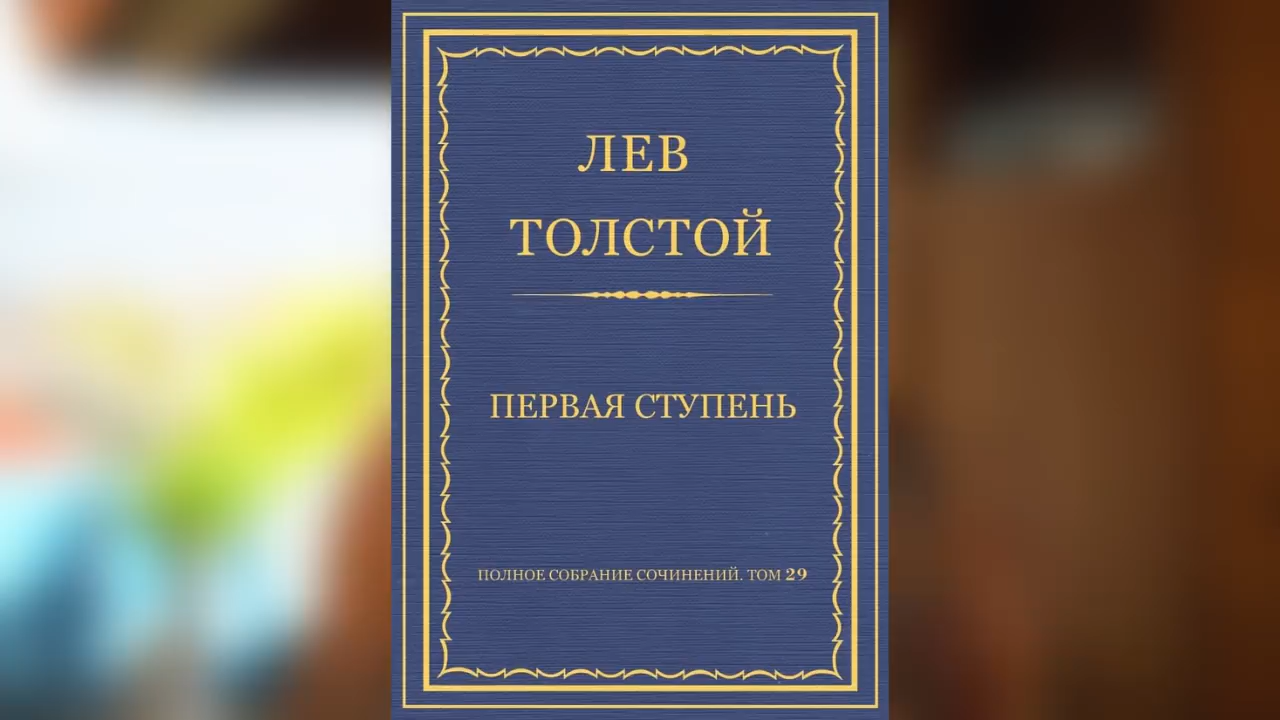 ЛЕВ
ТОЛСТОЙ
ПЕРВАЯ СТУПЕНЬ
ПОЛНОЕ СОБРАНИЕ СОЧИНЕНИЙ. ТОМ 29